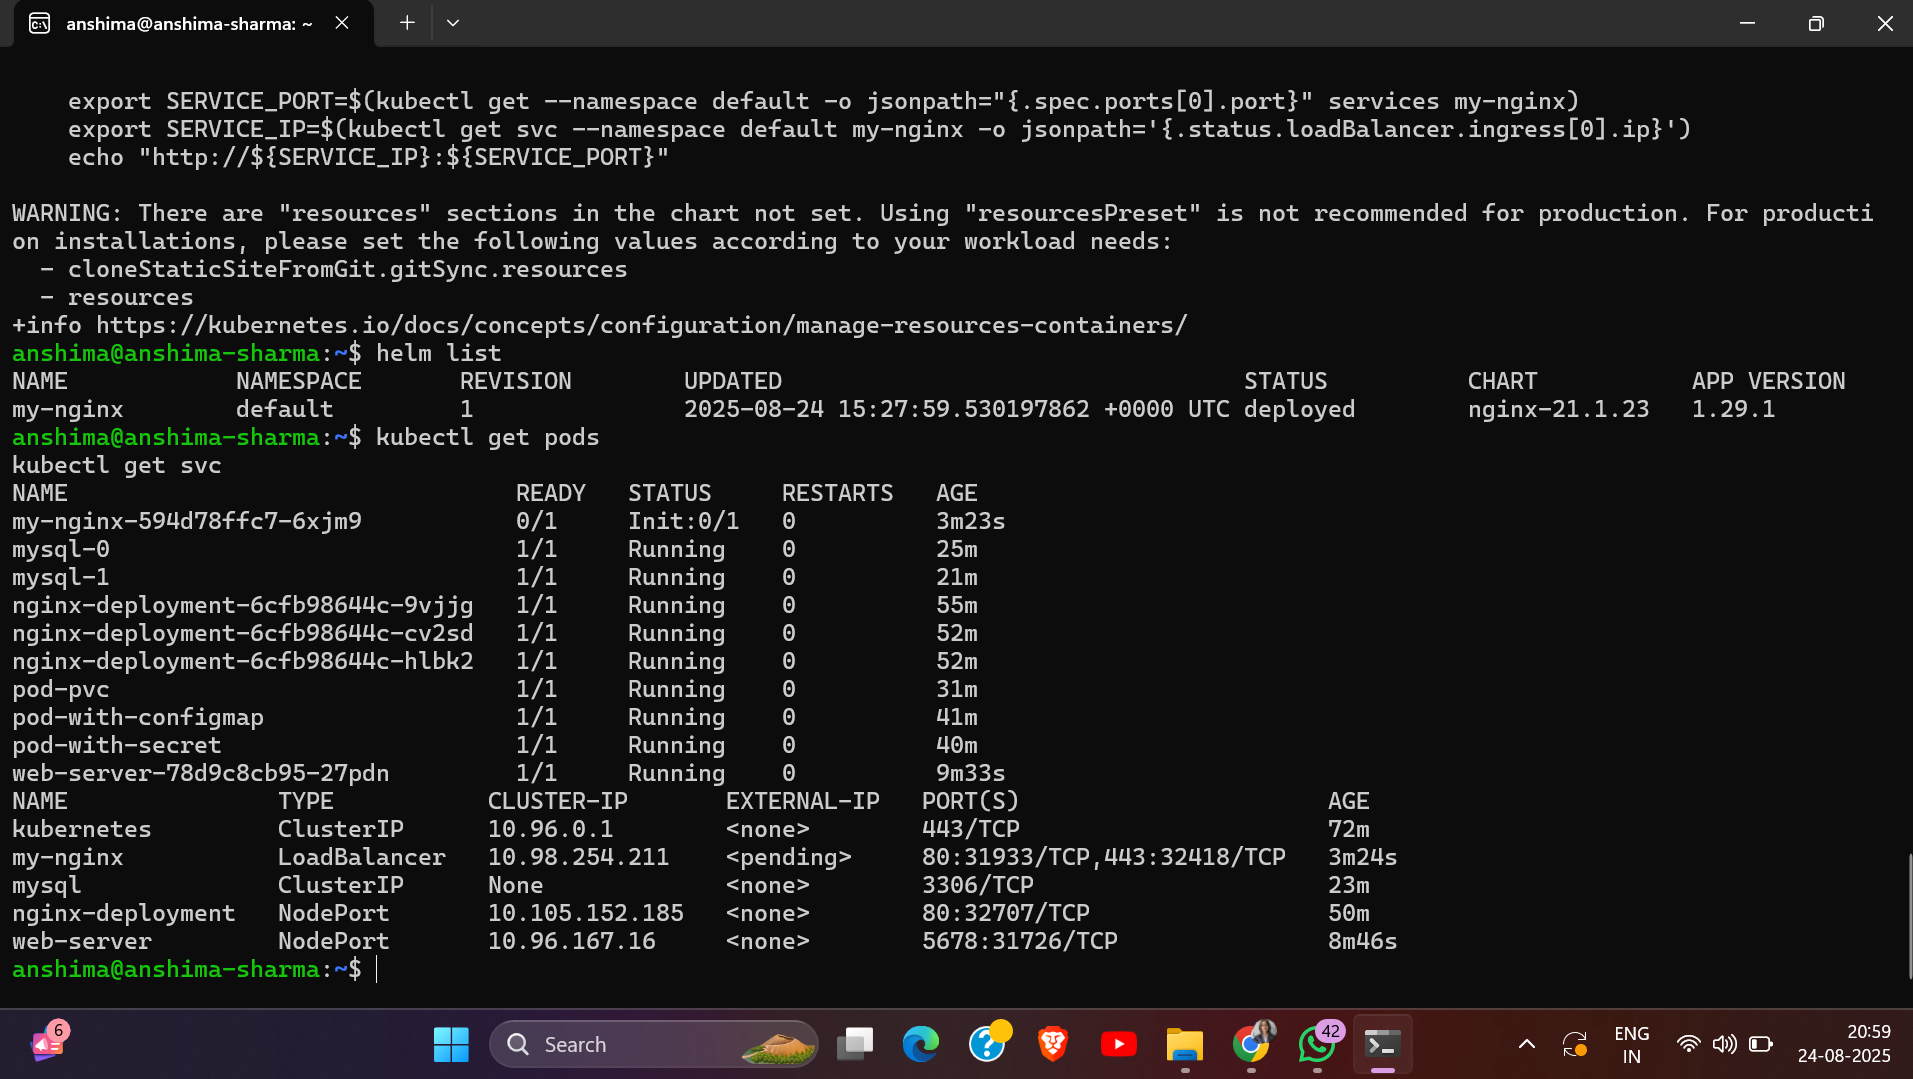 anshima@anshima-sharma: ~
export SERVICE_PORT=$(kubectl get --namespace default -o jsonpath="{.spec.ports[0].port}" services my-nginx)
export SERVICE_IP=$(kubectl get svc --namespace default my-nginx -o jsonpath='{.status.loadBalancer.ingress[0].ip}')
echo "http://${SERVICE_IP}:${SERVICE_PORT}"
WARNING: There are "resources" sections in the chart not set. Using "resourcesPreset" is not recommended for production. For producti
on installations, please set the following values according to your workload needs:
- cloneStaticSiteFromGit.gitSync.resources
- resources
+info https://kubernetes.io/docs/concepts/configuration/manage-resources-containers/
anshima@anshima-sharma:~$ helm list
NAME NAMESPACE REVISION UPDATED STATUS CHART APP VERSION
my-nginx default 1 2025-08-24 15:27:59.530197862 +0000 UTC deployed nginx-21.1.23 1.29.1
anshima@anshima-sharma:~$ kubectl get pods
kubectl get svc
NAME READY STATUS RESTARTS AGE
my-nginx-594d78ffc7-6xjm9 0/1 Init:0/1 0 3m23s
mysql-0 1/1 Running 0 25m
mysql-1 1/1 Running 0 21m
nginx-deployment-6cfb98644c-9vjjg 1/1 Running 0 55m
nginx-deployment-6cfb98644c-cv2sd 1/1 Running 0 52m
nginx-deployment-6cfb98644c-hlbk2 1/1 Running 0 52m
pod-pvc 1/1 Running 0 31m
pod-with-configmap 1/1 Running 0 41m
pod-with-secret 1/1 Running 0 40m
web-server-78d9c8cb95-27pdn 1/1 Running 0 9m33s
NAME TYPE CLUSTER-IP EXTERNAL-IP PORT(S) AGE
kubernetes ClusterIP 10.96.0.1 <none> 443/TCP 72m
my-nginx LoadBalancer 10.98.254.211 <pending> 80:31933/TCP,443:32418/TCP 3m24s
mysql ClusterIP None <none> 3306/TCP 23m
nginx-deployment NodePort 10.105.152.185 <none> 80:32707/TCP 50m
web-server NodePort 10.96.167.16 <none> 5678:31726/TCP 8m46s
anshima@anshima-sharma:~$
6
Search
42
ENG
IN
20:59
24-08-2025